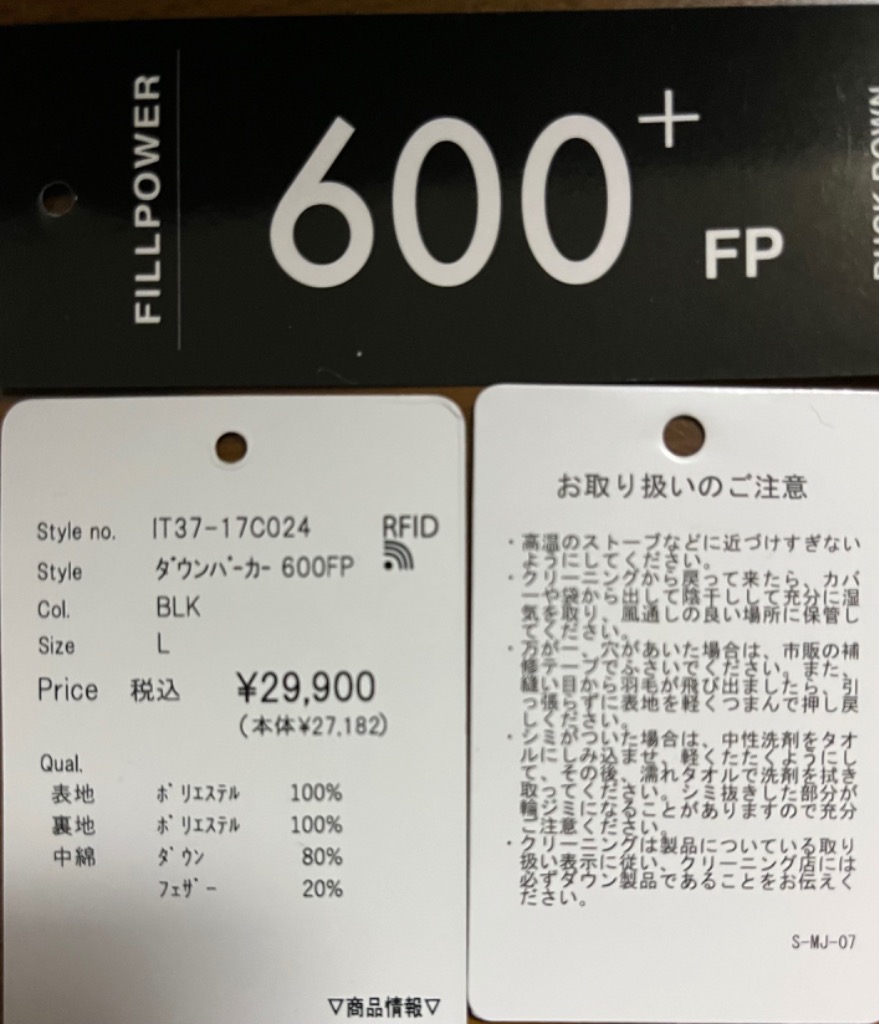 FILLPOWER
600+ FP
DUCK DOWN
Style no. IT37-17C024 RFID
Style ﾀﾞｳﾝﾊﾟｰｶｰ 600FP
Col. BLK
Size L
Price 税込 ¥29,900
(本体¥27,182)
Qual.
表地 ﾎﾟﾘｴｽﾃﾙ 100%
裏地 ﾎﾟﾘｴｽﾃﾙ 100%
中綿 ﾀﾞｳﾝ 80%
ﾌｪｻﾞｰ 20%
▽商品情報▽
お取り扱いのご注意
・高温のストーブなどに近づけすぎない
ようにしてください。
・クリーニングから戻って来たら、カバ
ーや袋から出して陰干しして充分に湿
気を取り、風通しの良い場所に保管し
てください。
・万が一、穴があいた場合は、市販の補
修テープでふさいでください。また、
縫い目から羽毛が飛び出ましたら、引
っ張らずに表地を軽くつまんで押し戻
しください。
・シミがついた場合は、中性洗剤をタオ
ルにしみ込ませ、軽くたたくようにし
て、その後、濡れタオルで洗剤を拭き
取ってください。シミ抜きした部分が
輪ジミになることがありますので充分
ご注意ください。
・クリーニングは製品についている取り
扱い表示に従い、クリーニング店には
必ずダウン製品であることをお伝えく
ださい。
S-MJ-07